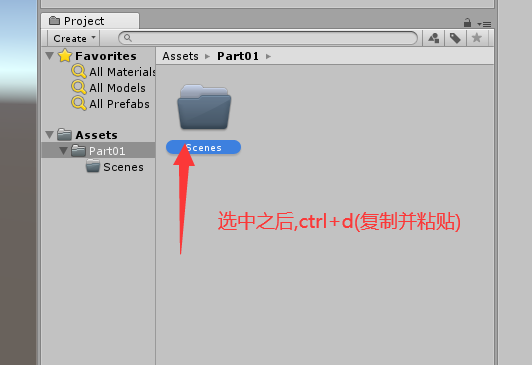 Project
Create
Favorites
All Materials
All Models
All Prefabs
Assets
Part01
Scenes
Assets Part01
Scenes
选中之后,ctrl+d(复制并粘贴)